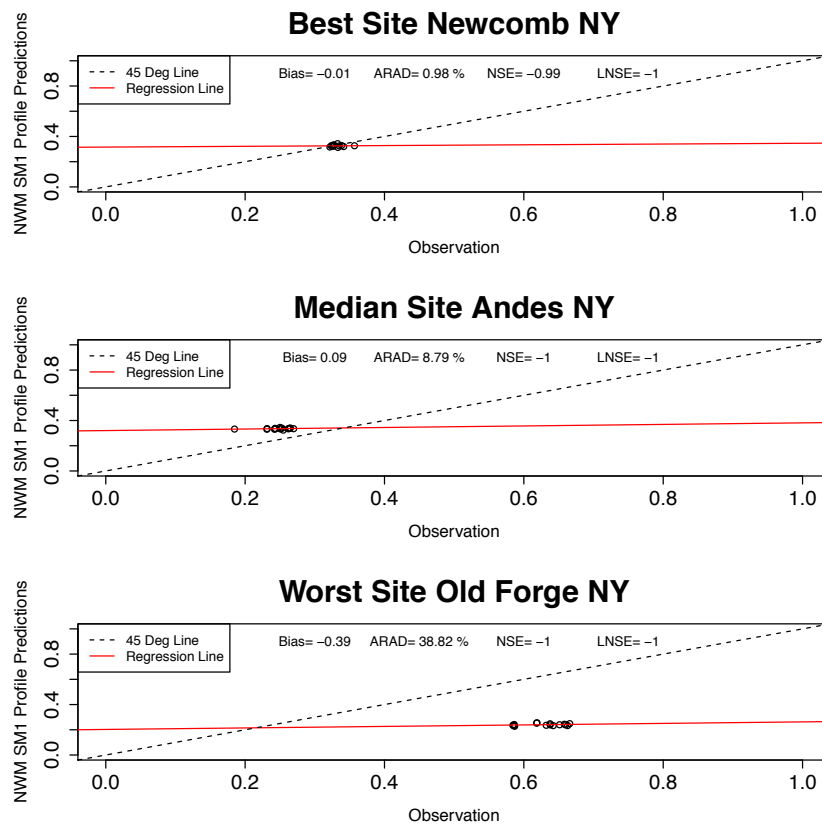 Best Site Newcomb NY
NWM SM1 Profile Predictions
0.0 0.4 0.8
45 Deg Line
Regression Line
Bias= −0.01 ARAD= 0.98 % NSE= −0.99 LNSE= −1
0.0 0.2 0.4 0.6 0.8 1.0
Observation
Median Site Andes NY
NWM SM1 Profile Predictions
0.0 0.4 0.8
45 Deg Line
Regression Line
Bias= 0.09 ARAD= 8.79 % NSE= −1 LNSE= −1
0.0 0.2 0.4 0.6 0.8 1.0
Observation
Worst Site Old Forge NY
NWM SM1 Profile Predictions
0.0 0.4 0.8
45 Deg Line
Regression Line
Bias= −0.39 ARAD= 38.82 % NSE= −1 LNSE= −1
0.0 0.2 0.4 0.6 0.8 1.0
Observation